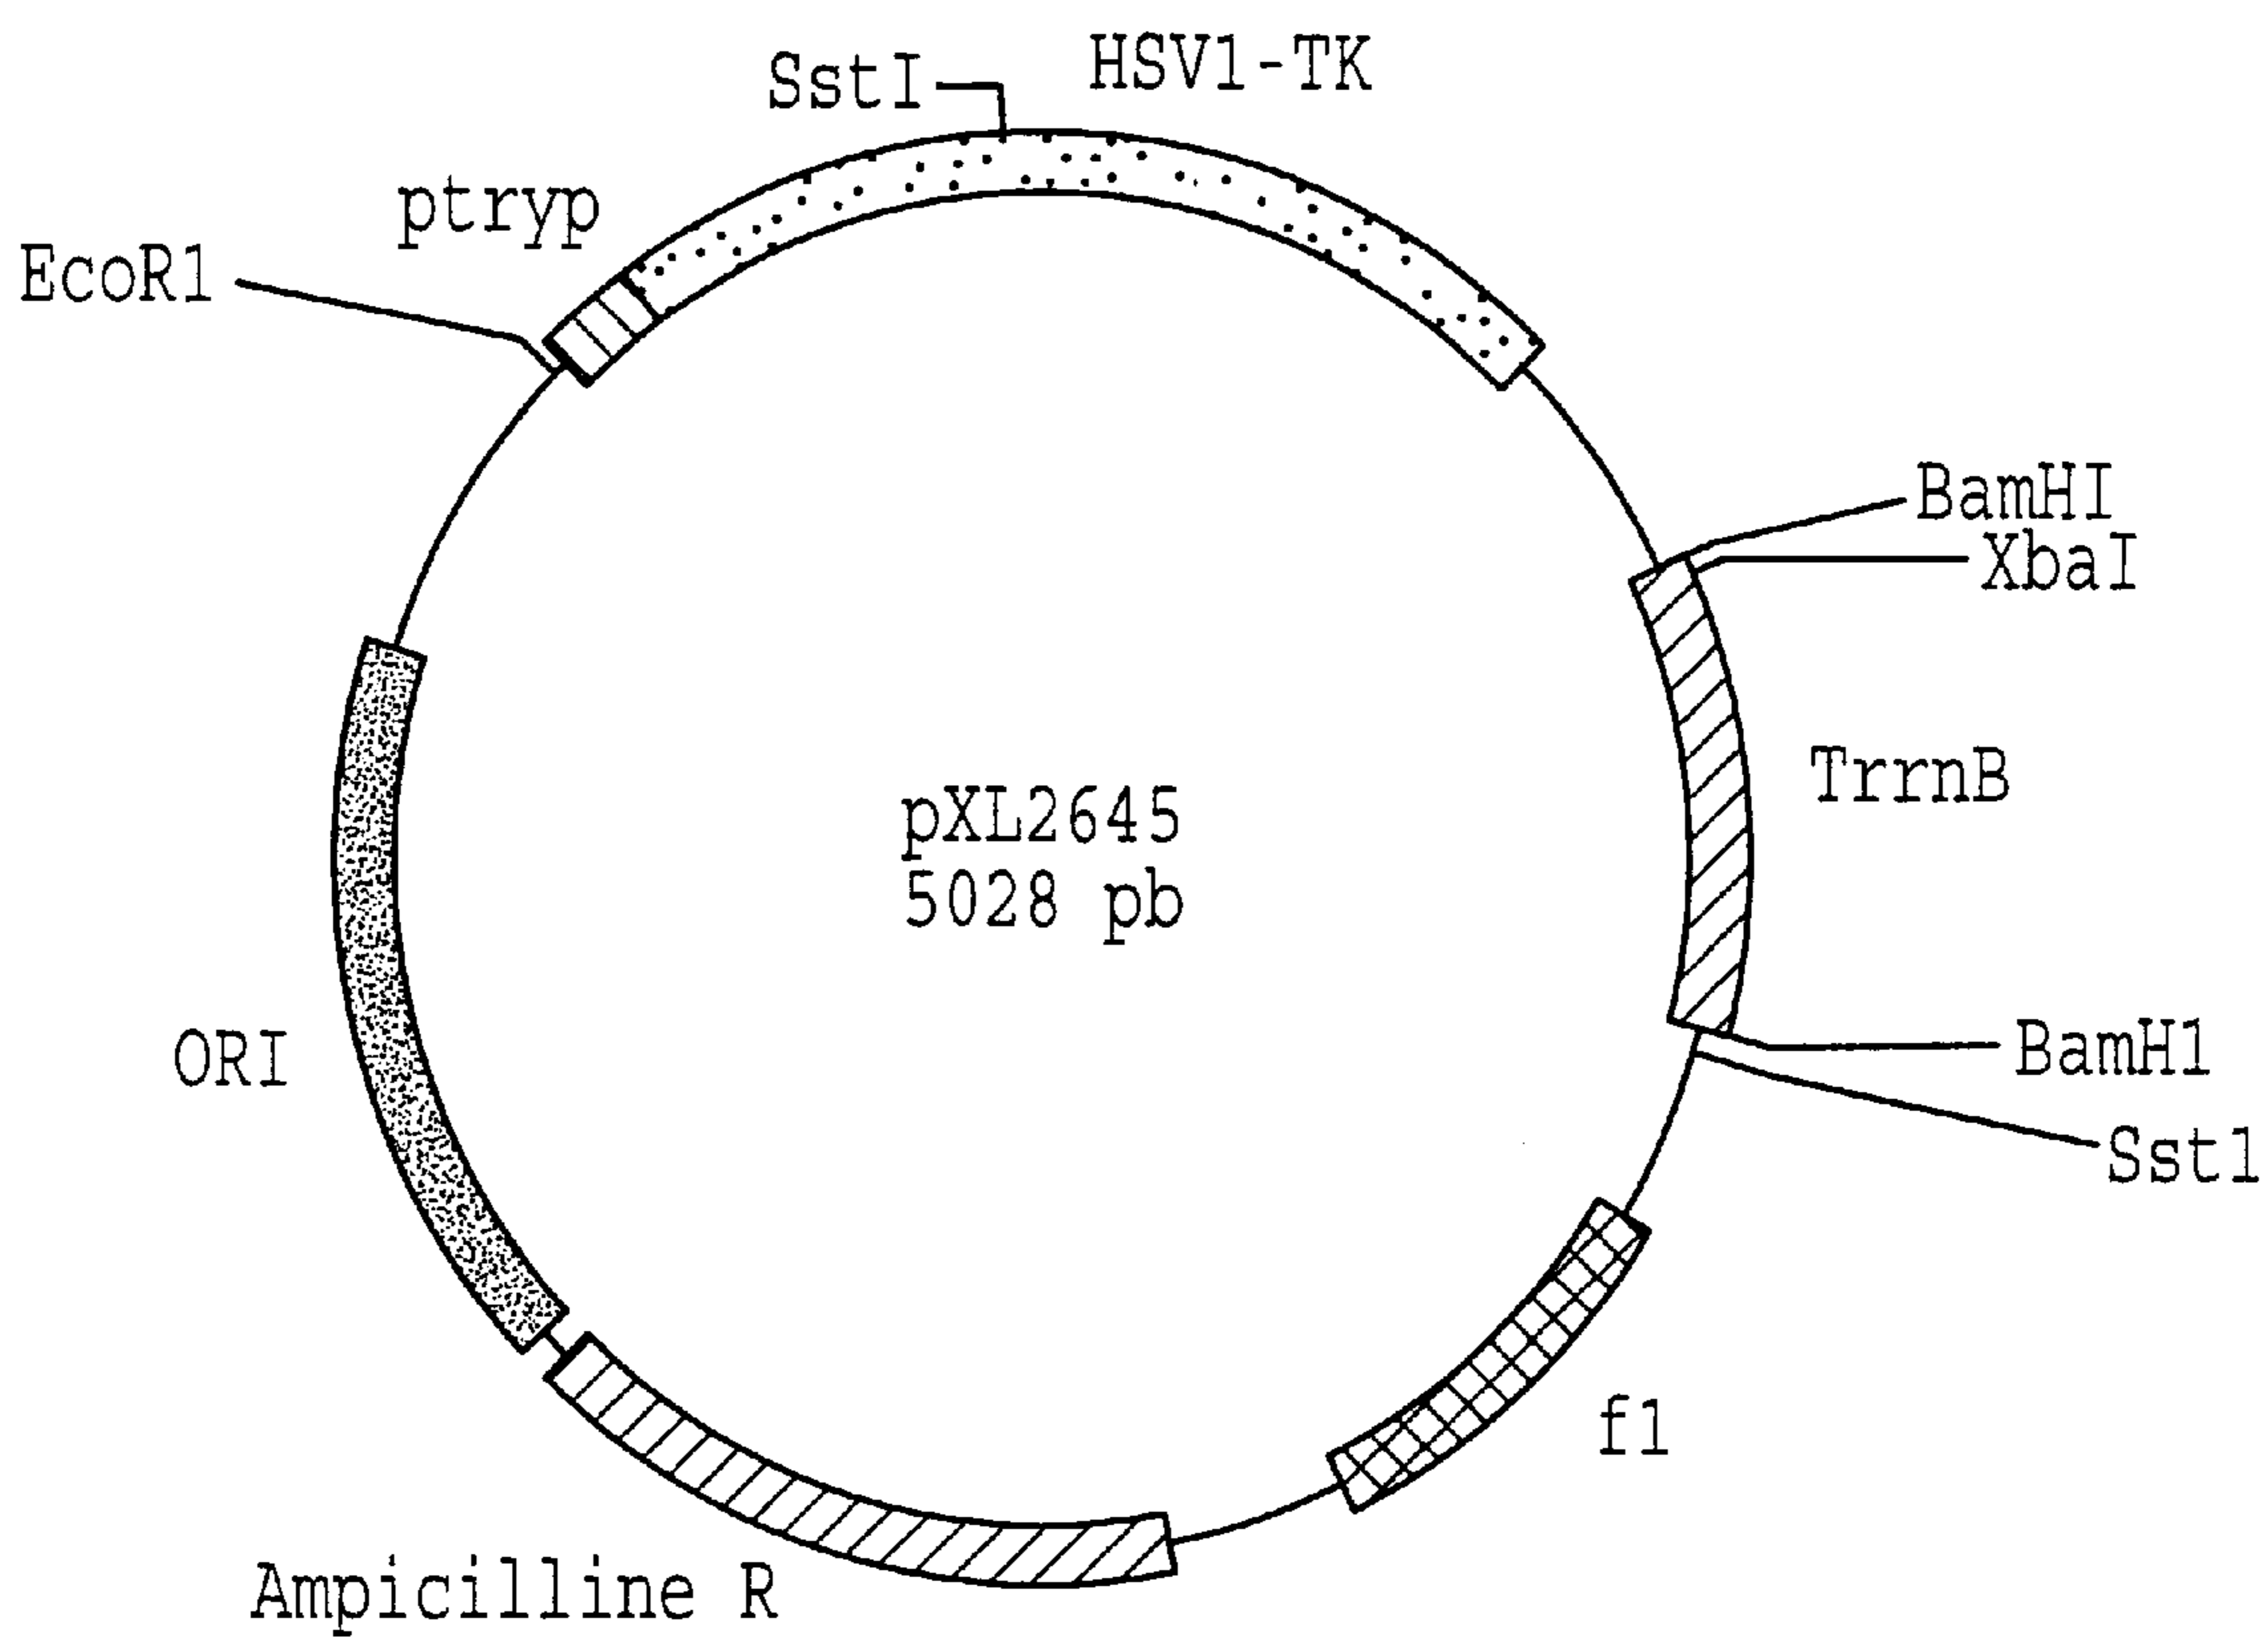 HSV1-TK
SstI
ptryp
EcoR1
BamHI
XbaI
TrrnB
pXL2645
5028 pb
BamH1
ORI
Sst1
f1
Ampicilline R